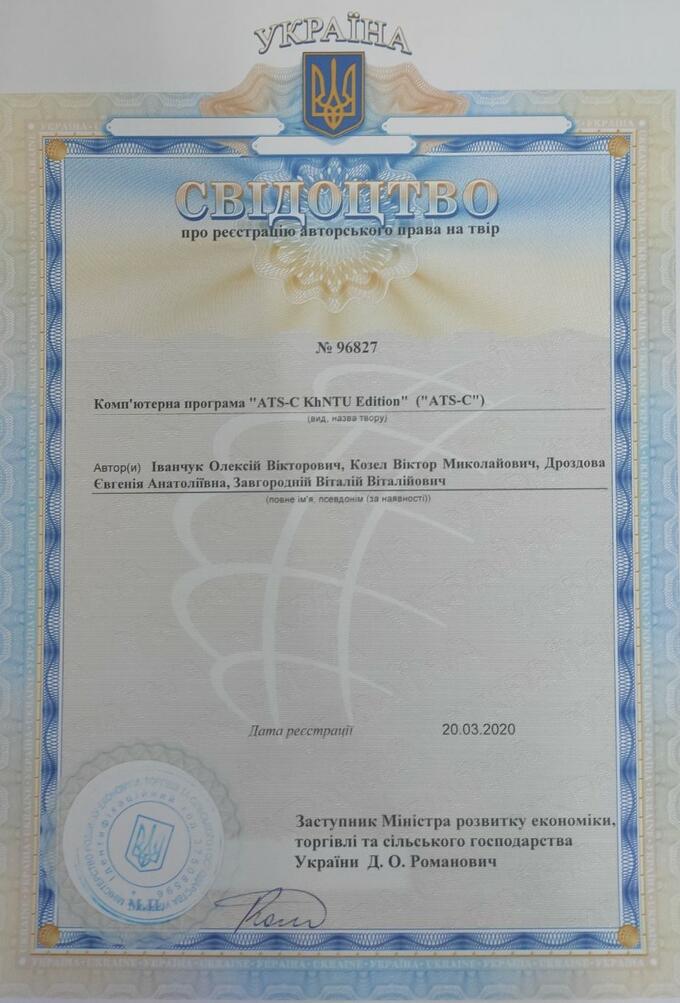 УКРАЇНА
СВІДОЦТВО
про реєстрацію авторського права на твір
№ 96827
Комп'ютерна програма "ATS-C KhNTU Edition" ("ATS-C")
(вид, назва твору)
Автор(и) Іванчук Олексій Вікторович, Козел Віктор Миколайович, Дроздова
Євгенія Анатоліївна, Завгородній Віталій Віталійович
(повне ім'я, псевдонім (за наявності))
Дата реєстрації 20.03.2020
Заступник Міністра розвитку економіки,
торгівлі та сільського господарства
України Д. О. Романович
М.П.